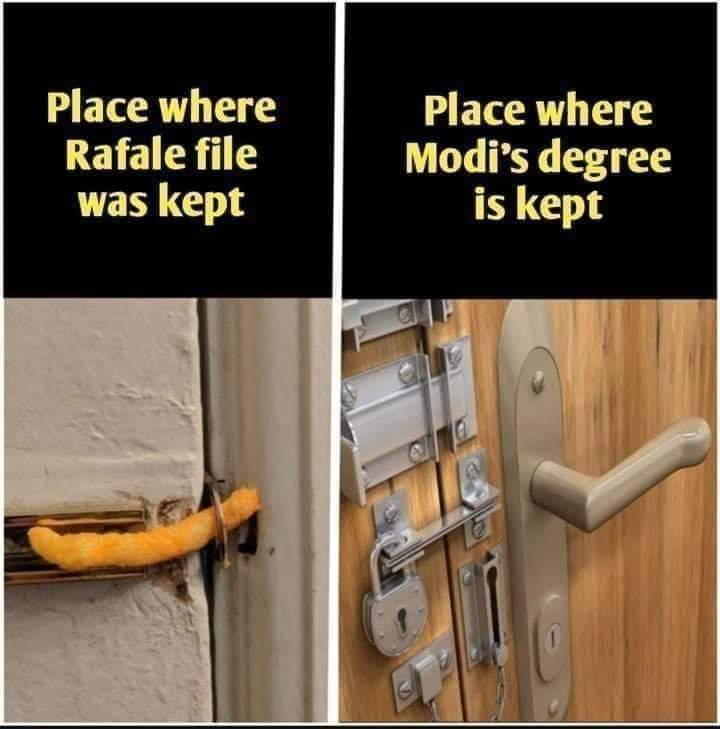 Place where
Rafale file
was kept
Place where
Modi's degree
is kept